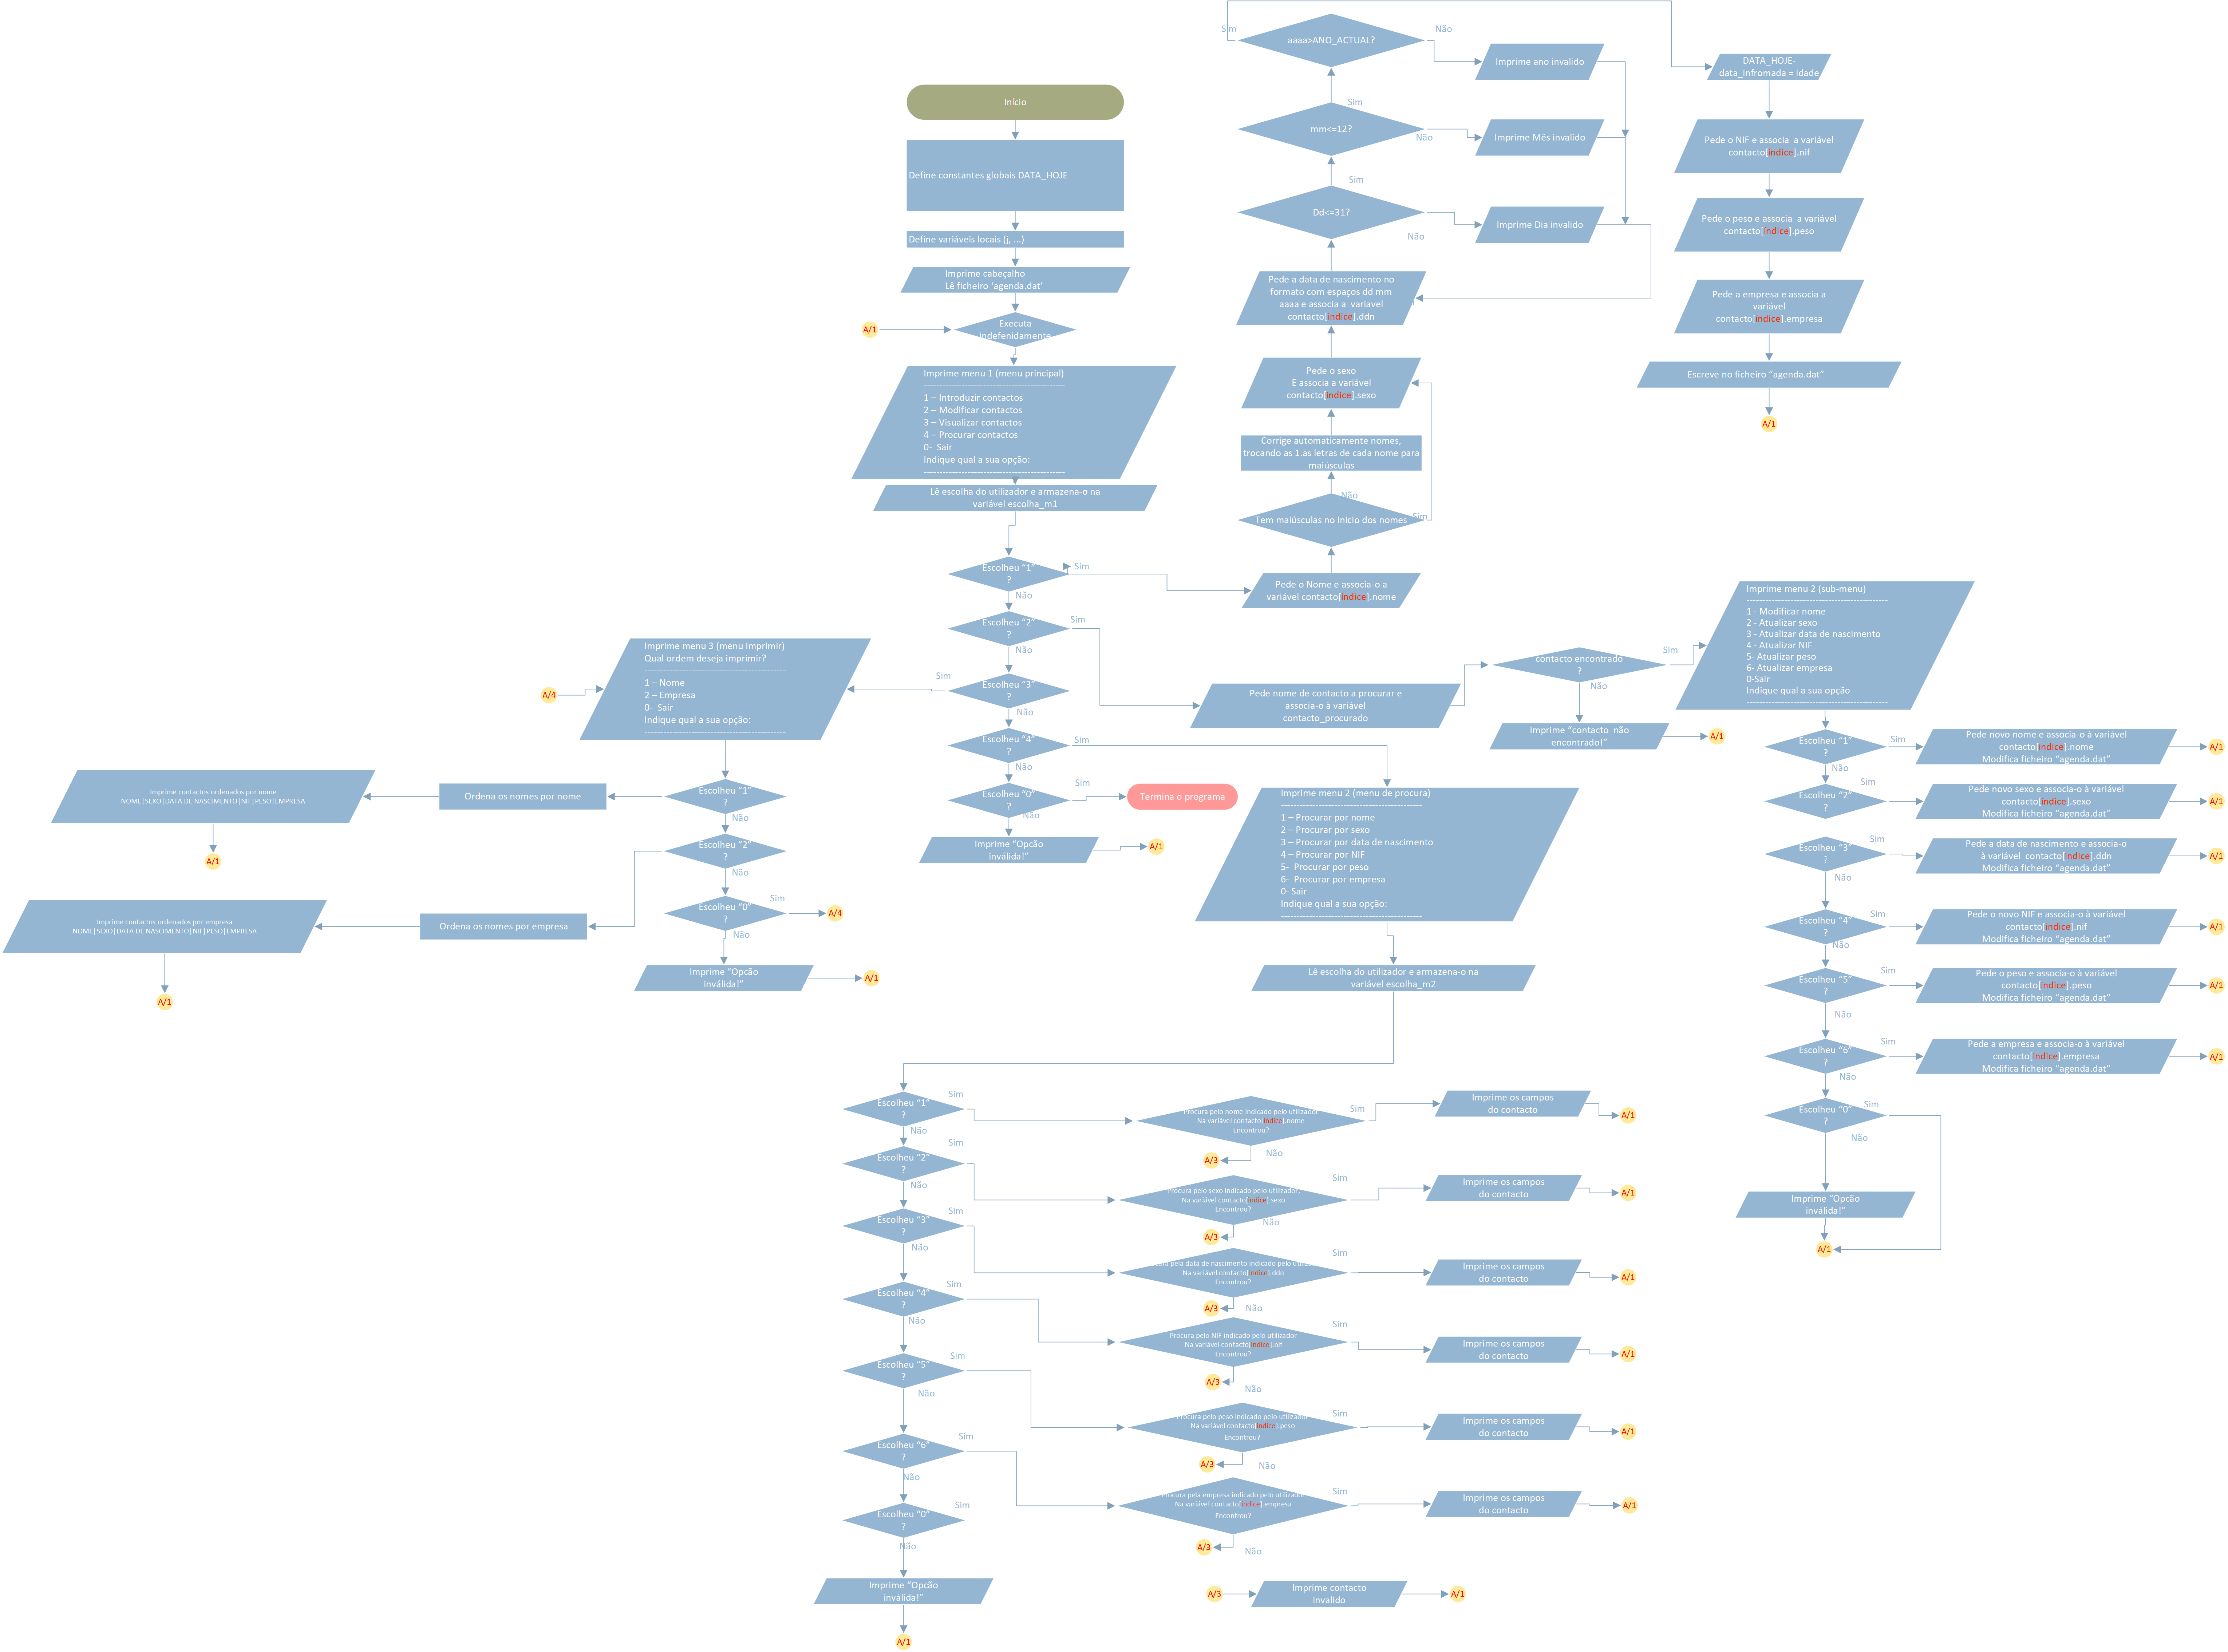 Início
Define constantes globais DATA_HOJE
Define variáveis locais (j, ...)
Imprime cabeçalho
Lê ficheiro ‘agenda.dat’
A/1
Executa
indefenidamente
Imprime menu 1 (menu principal)
----------------------------------------------
1 – Introduzir contactos
2 – Modificar contactos
3 – Visualizar contactos
4 – Procurar contactos
0-  Sair
Indique qual a sua opção:
----------------------------------------------
Lê escolha do utilizador e armazena-o na
variável escolha_m1
Escolheu “1”
?
Sim
Não
Escolheu “2”
?
Sim
Não
Escolheu “3”
?
Sim
Não
Escolheu “4”
?
Sim
Não
Escolheu “0”
?
Sim
Não
Termina o programa
Imprime “Opcão
inválida!”
A/1
Pede o Nome e associa-o a
variável contacto[indice].nome
Tem maiúsculas no inicio dos nomes
Sim
Não
Corrige automaticamente nomes,
trocando as 1.as letras de cada nome para
maiúsculas
Pede o sexo
E associa a variável
contacto[indice].sexo
Pede a data de nascimento no
formato com espaços dd mm
aaaa e associa a  variavel
contacto[indice].ddn
Dd<=31?
Sim
Não
Imprime Dia invalido
mm<=12?
Sim
Não
Imprime Mês invalido
aaaa>ANO_ACTUAL?
Sim
Não
Imprime ano invalido
DATA_HOJE-
data_infromada = idade
Pede o NIF e associa  a variável
contacto[indice].nif
Pede o peso e associa  a variável
contacto[indice].peso
Pede a empresa e associa a
variável
contacto[indice].empresa
Escreve no ficheiro “agenda.dat”
A/1
Pede nome de contacto a procurar e
associa-o à variável
contacto_procurado
contacto encontrado
?
Sim
Não
Imprime “contacto  não
encontrado!”
A/1
Imprime menu 2 (sub-menu)
----------------------------------------------
1 - Modificar nome
2 - Atualizar sexo
3 - Atualizar data de nascimento
4 - Atualizar NIF
5- Atualizar peso
6- Atualizar empresa
0-Sair
Indique qual a sua opção
----------------------------------------------
Escolheu “1”
?
Sim
Não
Pede novo nome e associa-o à variável
contacto[indice].nome
Modifica ficheiro “agenda.dat”
A/1
Escolheu “2”
?
Sim
Pede novo sexo e associa-o à variável
contacto[indice].sexo
Modifica ficheiro “agenda.dat”
A/1
Escolheu “3”
?
Sim
Não
Pede a data de nascimento e associa-o
à variável  contacto[indice].ddn
Modifica ficheiro “agenda.dat”
A/1
Escolheu “4”
?
Sim
Não
Pede o novo NIF e associa-o à variável
contacto[indice].nif
Modifica ficheiro “agenda.dat”
A/1
Escolheu “5”
?
Sim
Não
Pede o peso e associa-o à variável
contacto[indice].peso
Modifica ficheiro “agenda.dat”
A/1
Escolheu “6”
?
Sim
Não
Pede a empresa e associa-o à variável
contacto[indice].empresa
Modifica ficheiro “agenda.dat”
A/1
Escolheu “0”
?
Sim
Não
Imprime “Opcão
inválida!”
A/1
A/4
Imprime menu 3 (menu imprimir)
Qual ordem deseja imprimir?
----------------------------------------------
1 – Nome
2 – Empresa
0-  Sair
Indique qual a sua opção:
----------------------------------------------
Escolheu “1”
?
Não
Ordena os nomes por nome
Imprime contactos ordenados por nome
NOME|SEXO|DATA DE NASCIMENTO|NIF|PESO|EMPRESA
A/1
Escolheu “2”
?
Não
Ordena os nomes por empresa
Imprime contactos ordenados por empresa
NOME|SEXO|DATA DE NASCIMENTO|NIF|PESO|EMPRESA
A/1
Escolheu “0”
?
Sim
A/4
Não
Imprime “Opcão
inválida!”
A/1
Imprime menu 2 (menu de procura)
----------------------------------------------
1 – Procurar por nome
2 – Procurar por sexo
3 – Procurar por data de nascimento
4 – Procurar por NIF
5-  Procurar por peso
6-  Procurar por empresa
0- Sair
Indique qual a sua opção:
----------------------------------------------
Lê escolha do utilizador e armazena-o na
variável escolha_m2
Escolheu “1”
?
Sim
Não
Procura pelo nome indicado pelo utilizador
Na variável contacto[indice].nome
Encontrou?
Sim
Não
A/3
Imprime os campos
do contacto
A/1
Escolheu “2”
?
Sim
Não
Procura pelo sexo indicado pelo utilizador,
Na variável contacto[indice].sexo
Encontrou?
Sim
Não
A/3
Imprime os campos
do contacto
A/1
Escolheu “3”
?
Sim
Não
pela data de nascimento indicado pelo
Na variável contacto[indice].ddn
Encontrou?
Sim
Não
A/3
Imprime os campos
do contacto
A/1
Escolheu “4”
?
Sim
Não
Procura pelo NIF indicado pelo utilizador
Na variável contacto[indice].nif
Encontrou?
Sim
Não
A/3
Imprime os campos
do contacto
A/1
Escolheu “5”
?
Sim
Não
Procura pelo peso indicado pelo utilizador
Na variável contacto[indice].peso
Encontrou?
Sim
Não
A/3
Imprime os campos
do contacto
A/1
Escolheu “6”
?
Sim
Não
Procura pela empresa indicado pelo utilizador
Na variável contacto[indice].empresa
Encontrou?
Sim
Não
A/3
Imprime os campos
do contacto
A/1
Escolheu “0”
?
Sim
Não
Imprime “Opcão
inválida!”
A/1
A/3
Imprime contacto
invalido
A/1